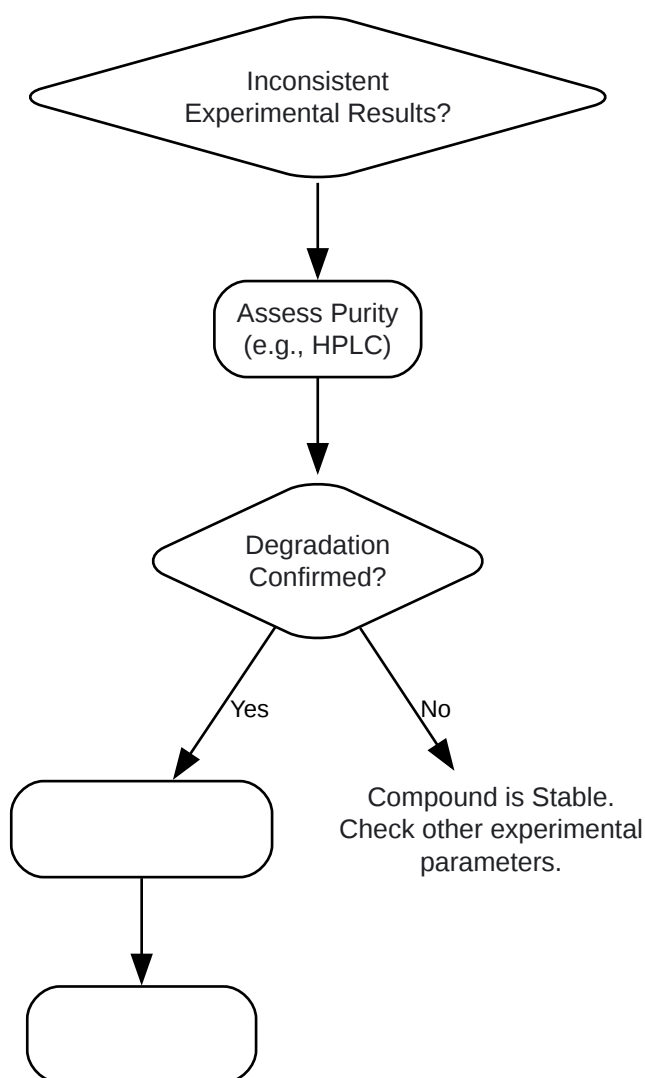 Inconsistent
Experimental Results?
Assess Purity
(e.g., HPLC)
Degradation
Confirmed?
Yes
No
Compound is Stable.
Check other experimental
parameters.